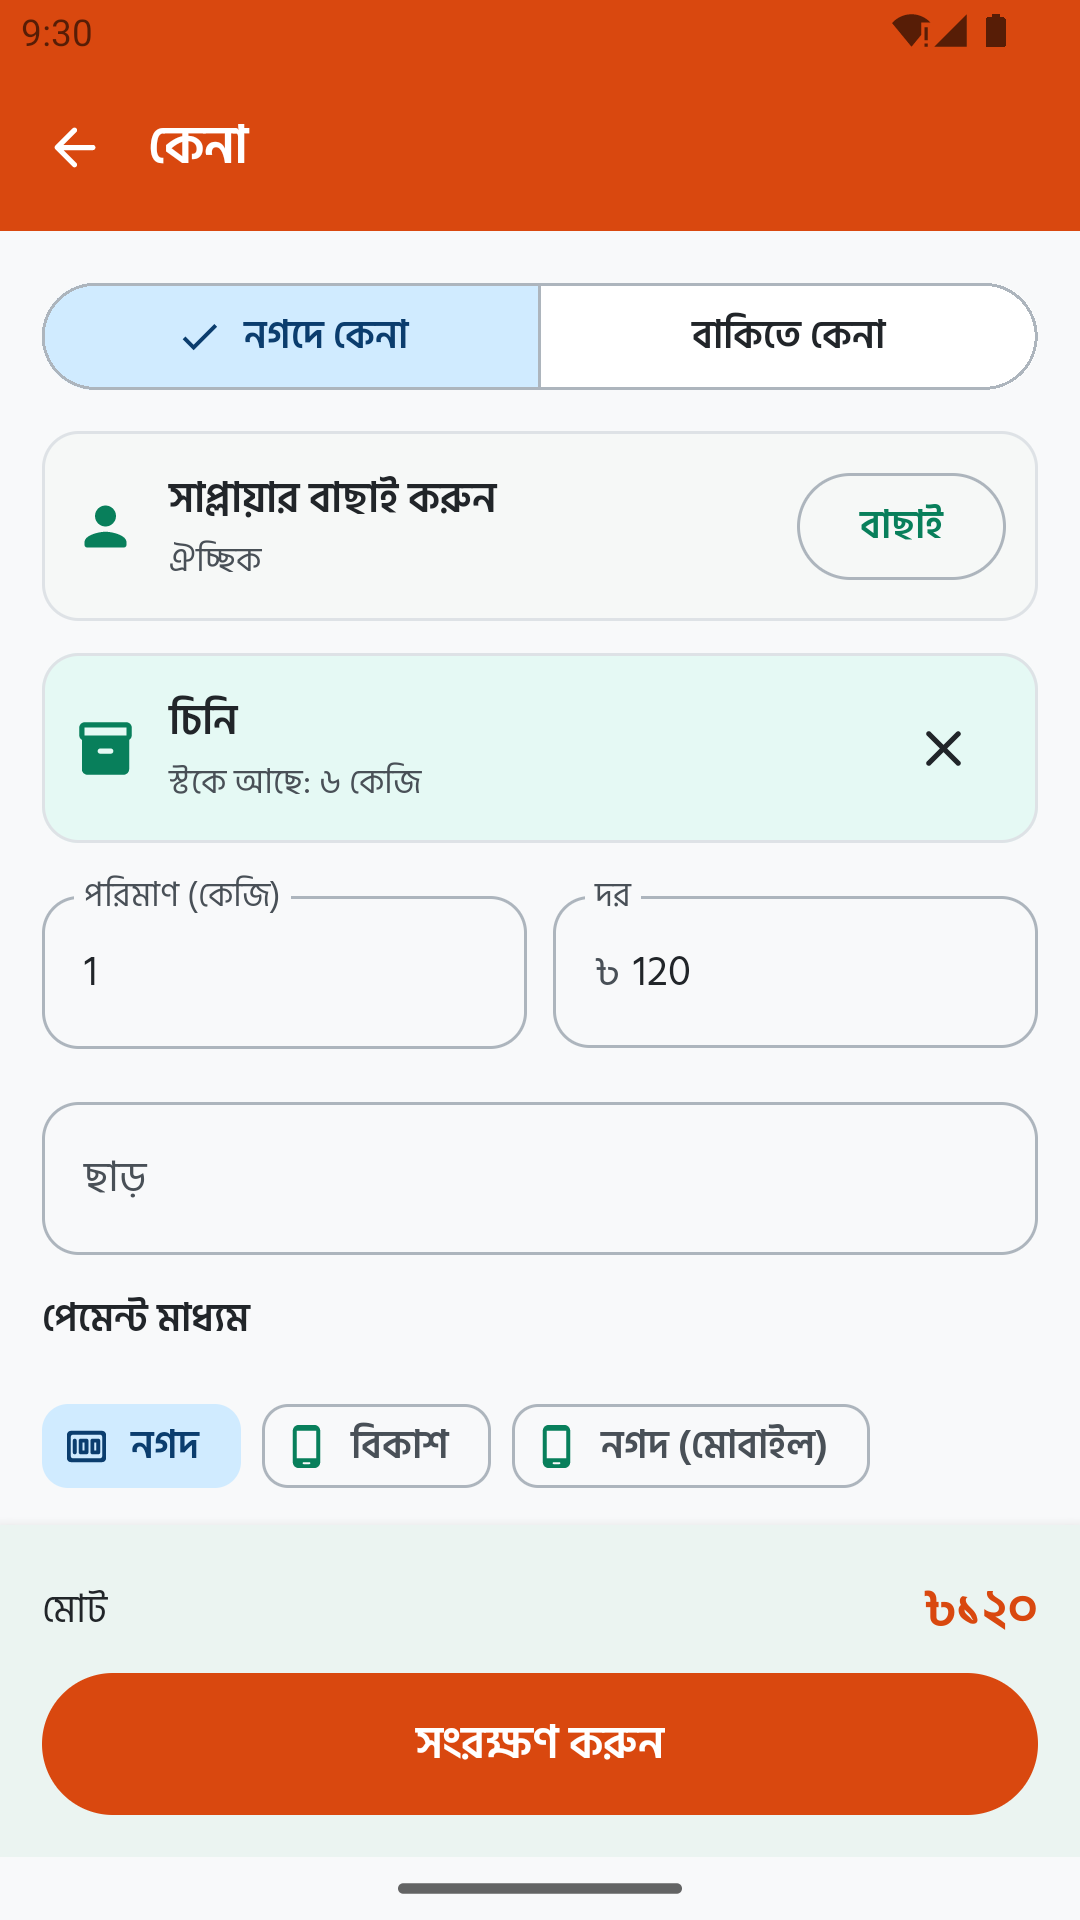 9:30
কেনা
নগদে কেনা
বাকিতে কেনা
সাপ্লায়ার বাছাই করুন
ঐচ্ছিক
বাছাই
চিনি
স্টকে আছে: ৬ কেজি
পরিমাণ (কেজি)
1
দর
৳ 120
ছাড়
পেমেন্ট মাধ্যম
নগদ
বিকাশ
নগদ (মোবাইল)
মোট
৳১২০
সংরক্ষণ করুন